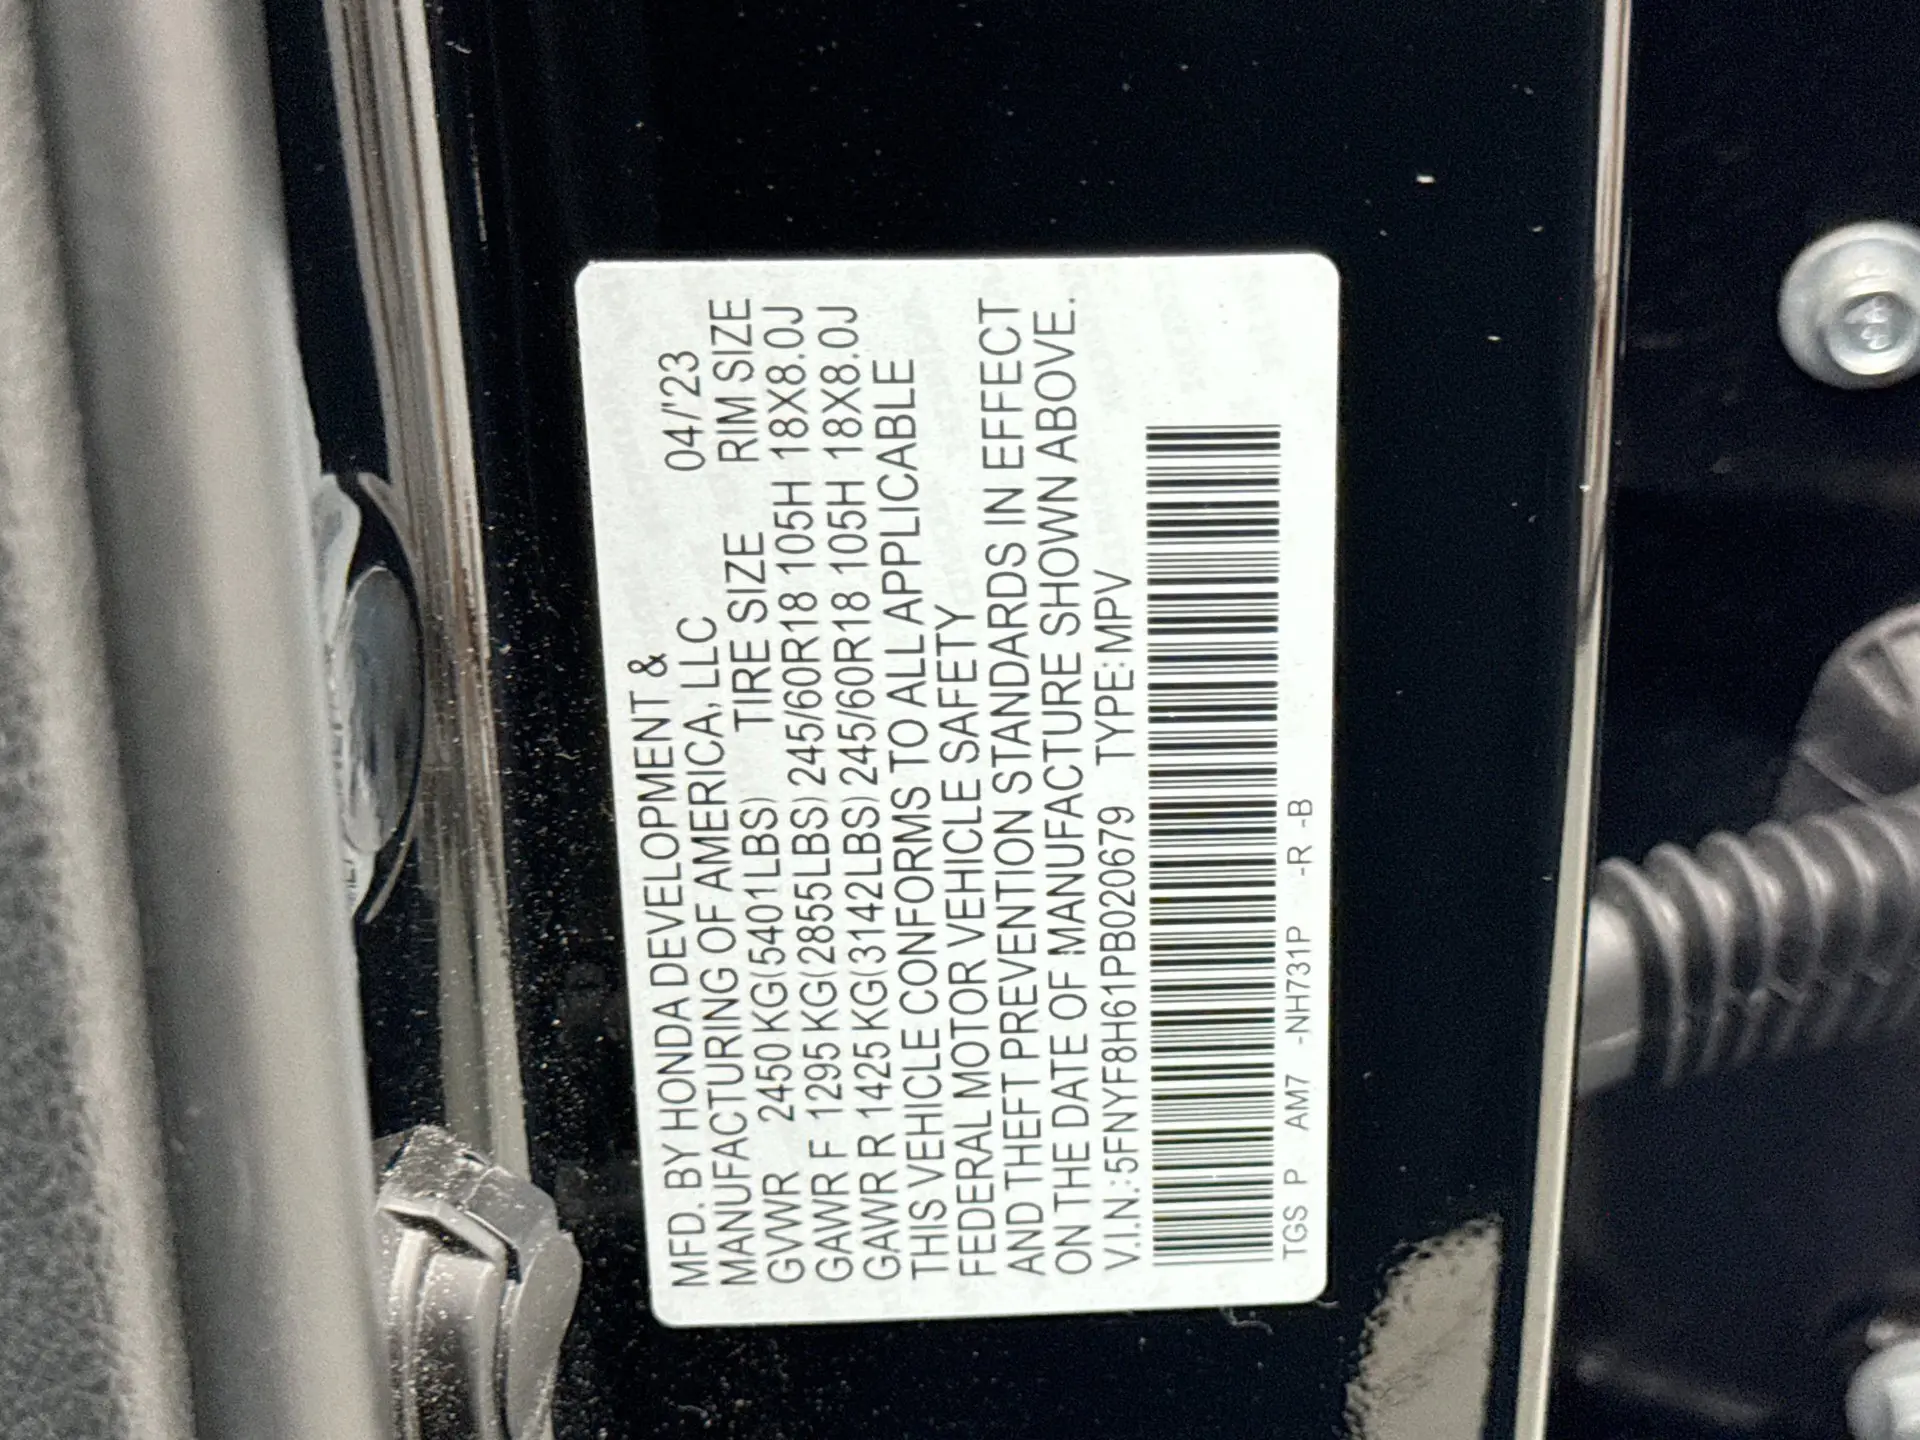 MFD. BY HONDA DEVELOPMENT &
MANUFACTURING OF AMERICA, LLC 04/'23
GVWR 2450 KG(5401LBS) TIRE SIZE RIM SIZE
GAWR F 1295 KG(2855LBS) 245/60R18 105H 18X8.0J
GAWR R 1425 KG(3142LBS) 245/60R18 105H 18X8.0J
THIS VEHICLE CONFORMS TO ALL APPLICABLE
FEDERAL MOTOR VEHICLE SAFETY
AND THEFT PREVENTION STANDARDS IN EFFECT
ON THE DATE OF MANUFACTURE SHOWN ABOVE.
V.I.N.:5FNYF8H61PB020679 TYPE:MPV
TGS P AM7 -NH731P -R -B